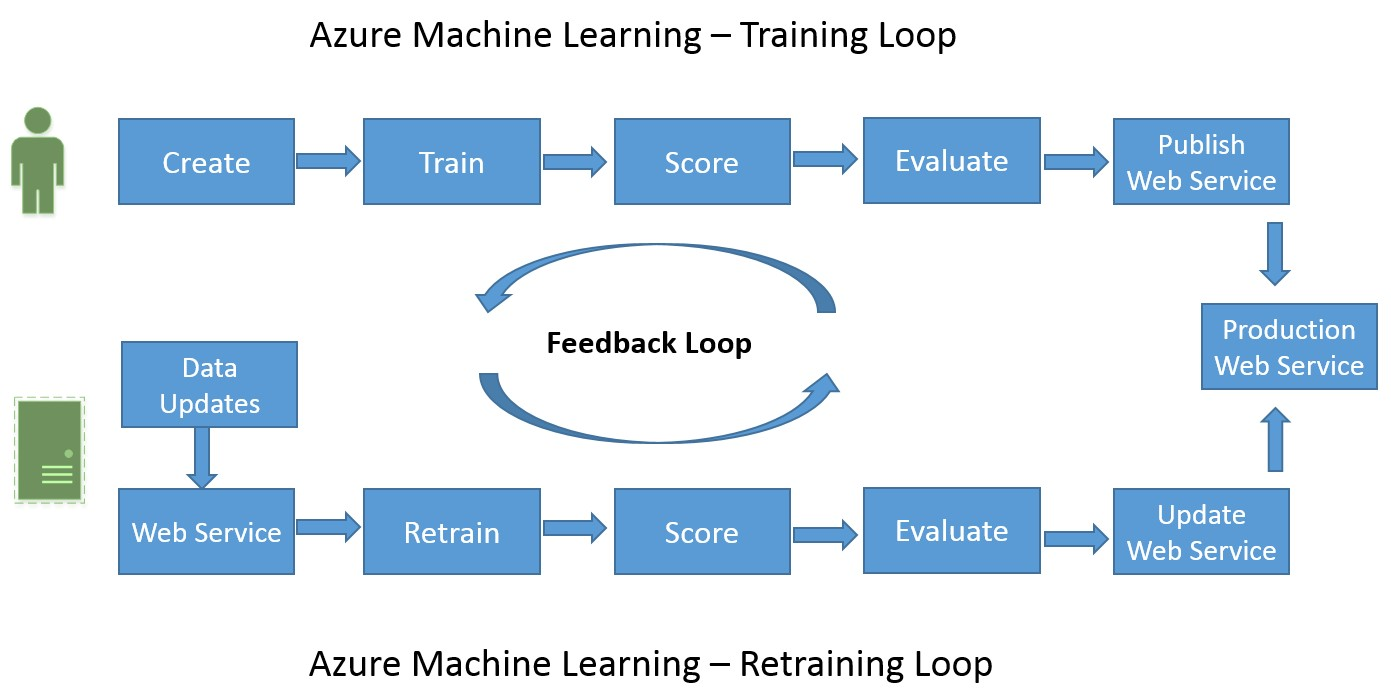 Azure Machine Learning – Training Loop
Create
Train
Score
Evaluate
Publish
Web Service
Feedback Loop
Production
Web Service
Data
Updates
Web Service
Retrain
Score
Evaluate
Update
Web Service
Azure Machine Learning – Retraining Loop